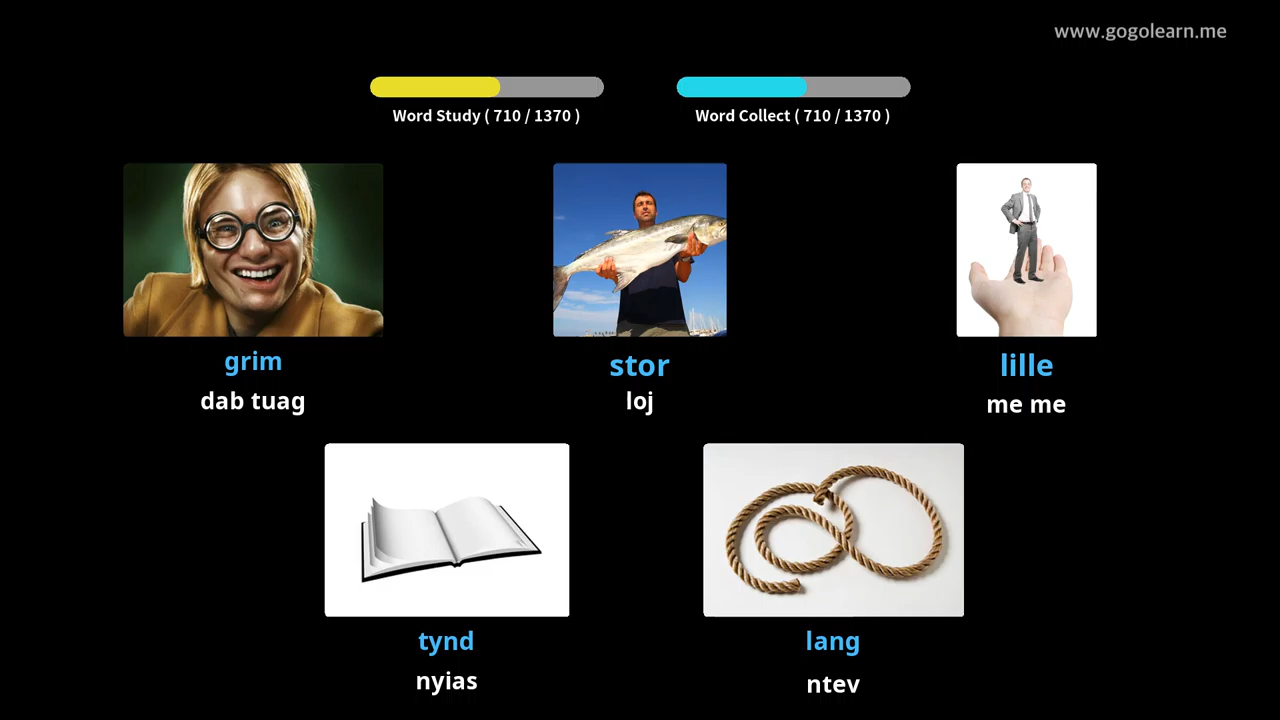 www.gogolearn.me
Word Study ( 710 / 1370 )
Word Collect ( 710 / 1370 )
grim
dab tuag
stor
loj
lille
me me
tynd
nyias
lang
ntev